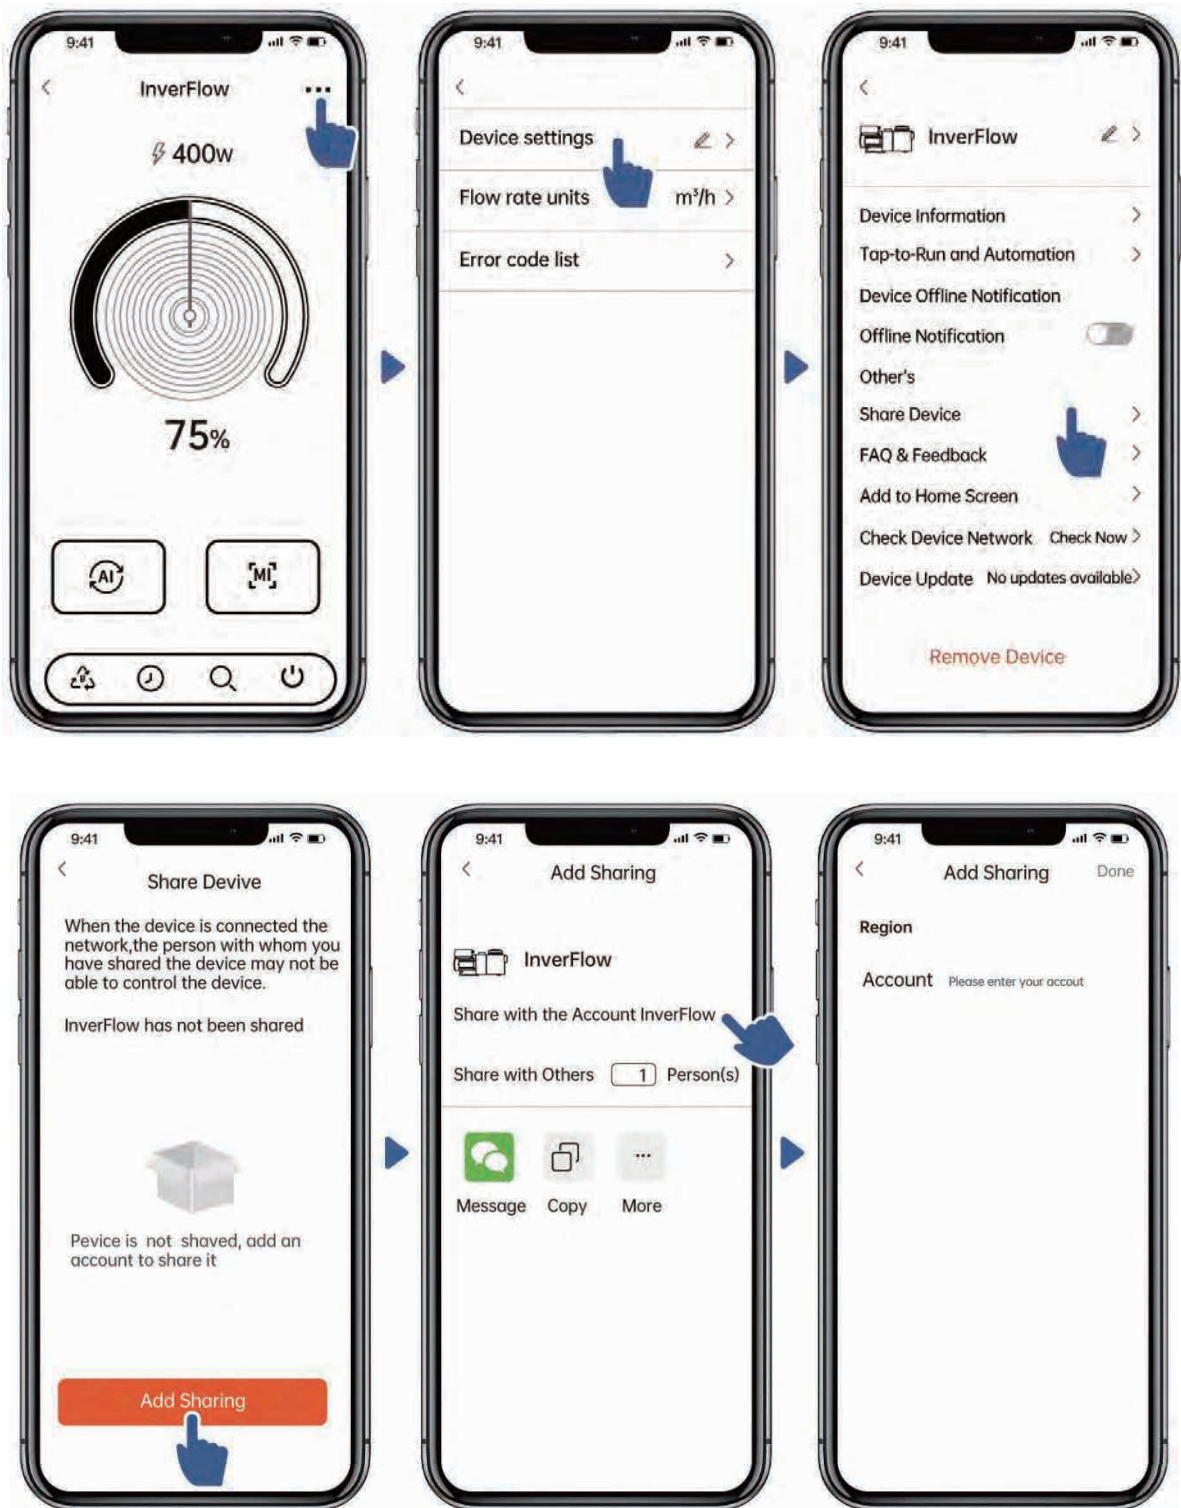 9:41
InverFlow
400w
75%
AI
MI
9:41
Device settings
Flow rate units m³/h
Error code list
9:41
InverFlow
Device Information
Tap-to-Run and Automation
Device Offline Notification
Offline Notification
Other's
Share Device
FAQ & Feedback
Add to Home Screen
Check Device Network Check Now
Device Update No updates available
Remove Device
9:41
Share Devive
When the device is connected the
network,the person with whom you
have shared the device may not be
able to control the device.
InverFlow has not been shared
Pevice is not shaved, add an
account to share it
Add Sharing
9:41
Add Sharing
InverFlow
Share with the Account InverFlow
Share with Others 1 Person(s)
Message Copy More
9:41
Add Sharing Done
Region
Account Please enter your accout